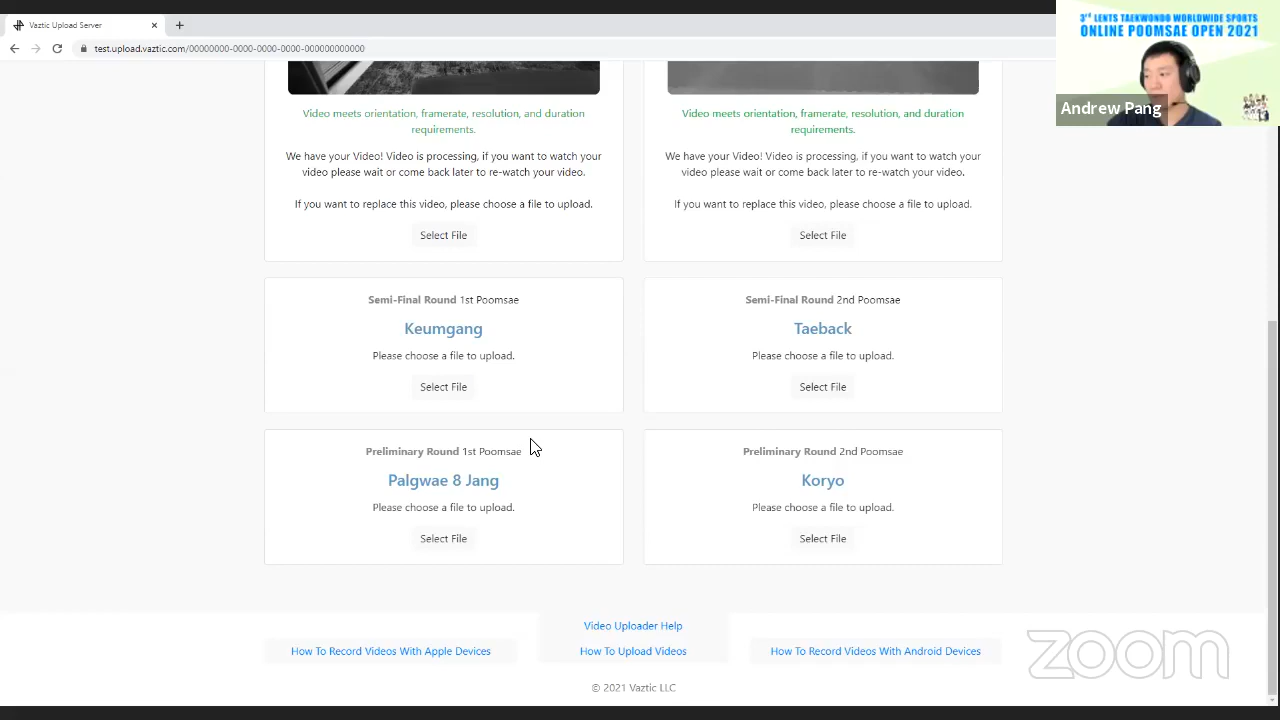 Vaztic Upload Server
test.upload.vaztic.com/00000000-0000-0000-0000-000000000000
3rd LENTS TAEKWONDO WORLDWIDE SPORTS
ONLINE POOMSAE OPEN 2021
Andrew Pang
Video meets orientation, framerate, resolution, and duration
requirements.
We have your Video! Video is processing, if you want to watch your
video please wait or come back later to re-watch your video.
If you want to replace this video, please choose a file to upload.
Select File
Video meets orientation, framerate, resolution, and duration
requirements.
We have your Video! Video is processing, if you want to watch your
video please wait or come back later to re-watch your video.
If you want to replace this video, please choose a file to upload.
Select File
Semi-Final Round 1st Poomsae
Keumgang
Please choose a file to upload.
Select File
Semi-Final Round 2nd Poomsae
Taeback
Please choose a file to upload.
Select File
Preliminary Round 1st Poomsae
Palgwae 8 Jang
Please choose a file to upload.
Select File
Preliminary Round 2nd Poomsae
Koryo
Please choose a file to upload.
Select File
Video Uploader Help
How To Record Videos With Apple Devices
How To Upload Videos
How To Record Videos With Android Devices
© 2021 Vaztic LLC
zoom